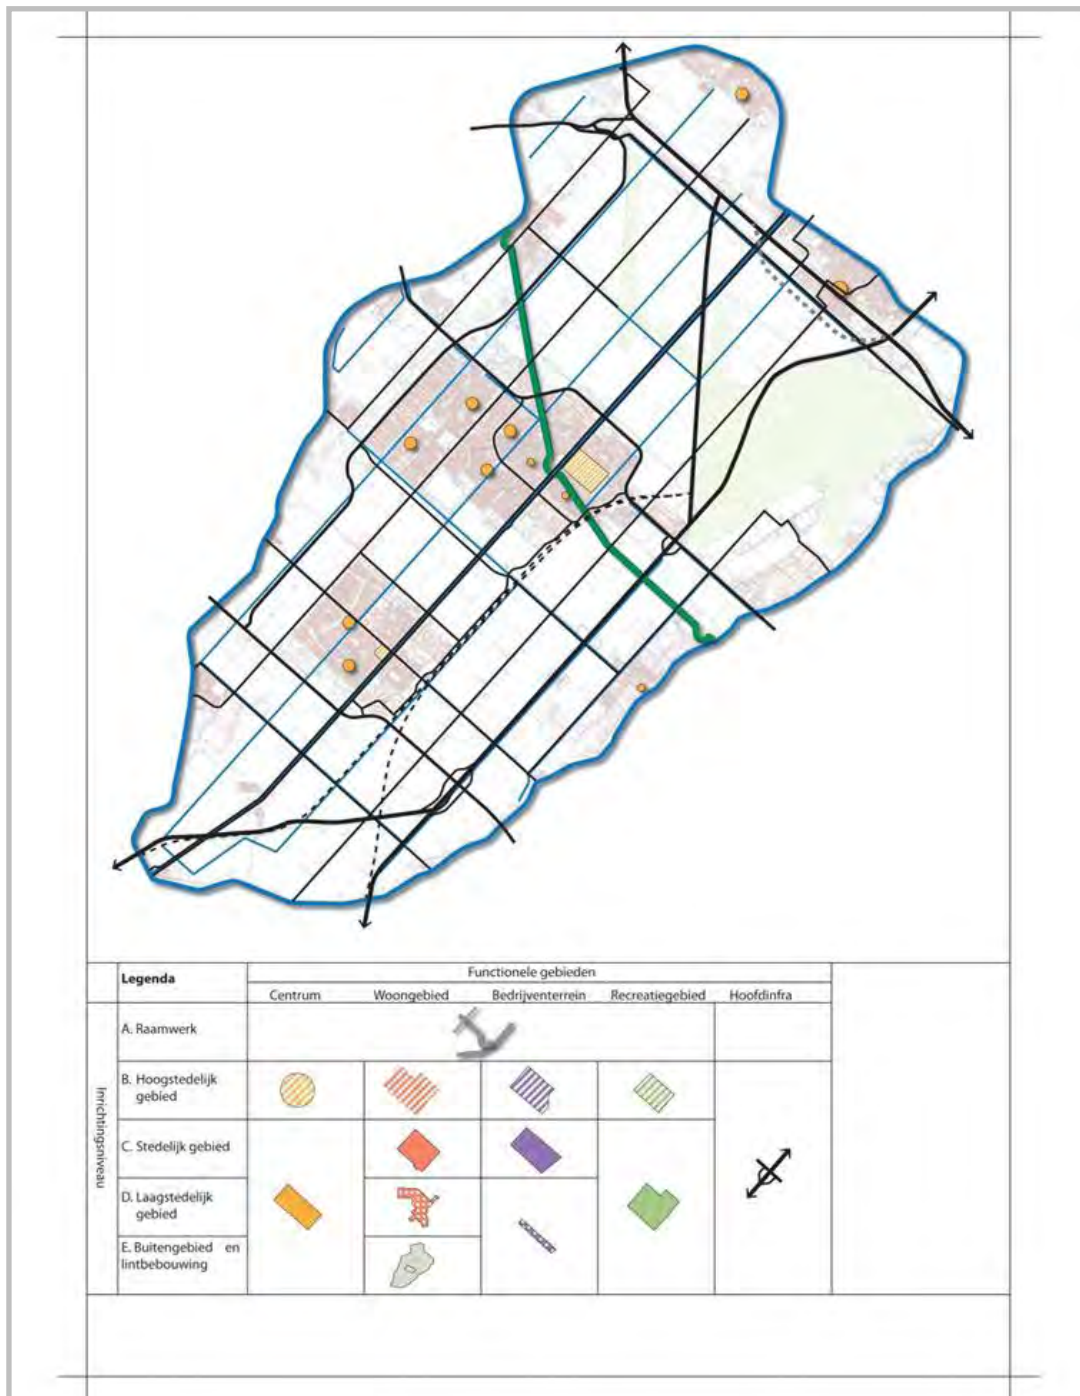 Legenda
Functionele gebieden
Centrum Woongebied Bedrijventerrein Recreatiegebied Hoofdinfra
Inrichtingsniveau
A. Raamwerk
B. Hoogstedelijk
gebied
C. Stedelijk gebied
D. Laagstedelijk
gebied
E. Buitengebied en
lintbebouwing